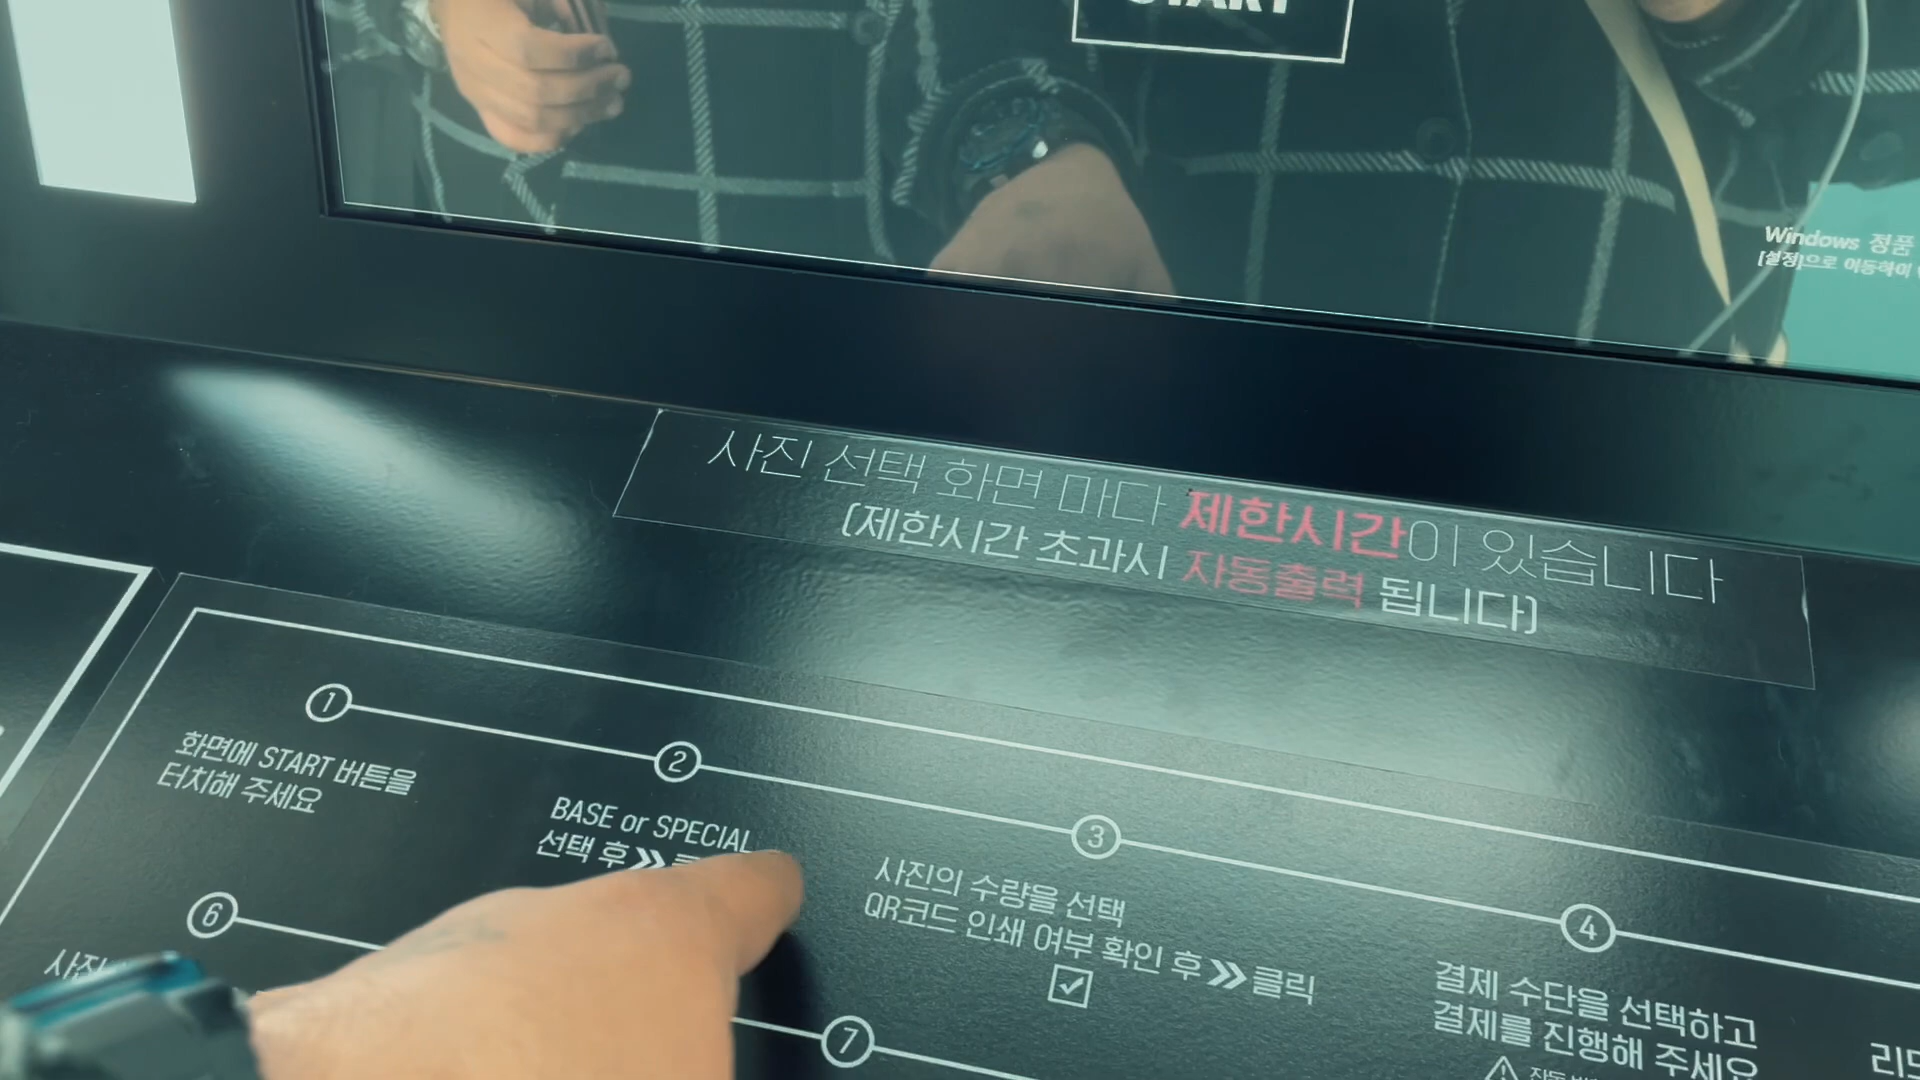 START
Windows 정품
[설정]으로 이동하여
사진 선택 화면 마다 제한시간이 있습니다
(제한시간 초과시 자동출력 됩니다)
1
화면에 START 버튼을
터치해 주세요
2
BASE or SPECIAL
선택 후 >>
3
사진의 수량을 선택
QR코드 인쇄 여부 확인 후 >> 클릭
4
결제 수단을 선택하고
결제를 진행해 주세요
6
7